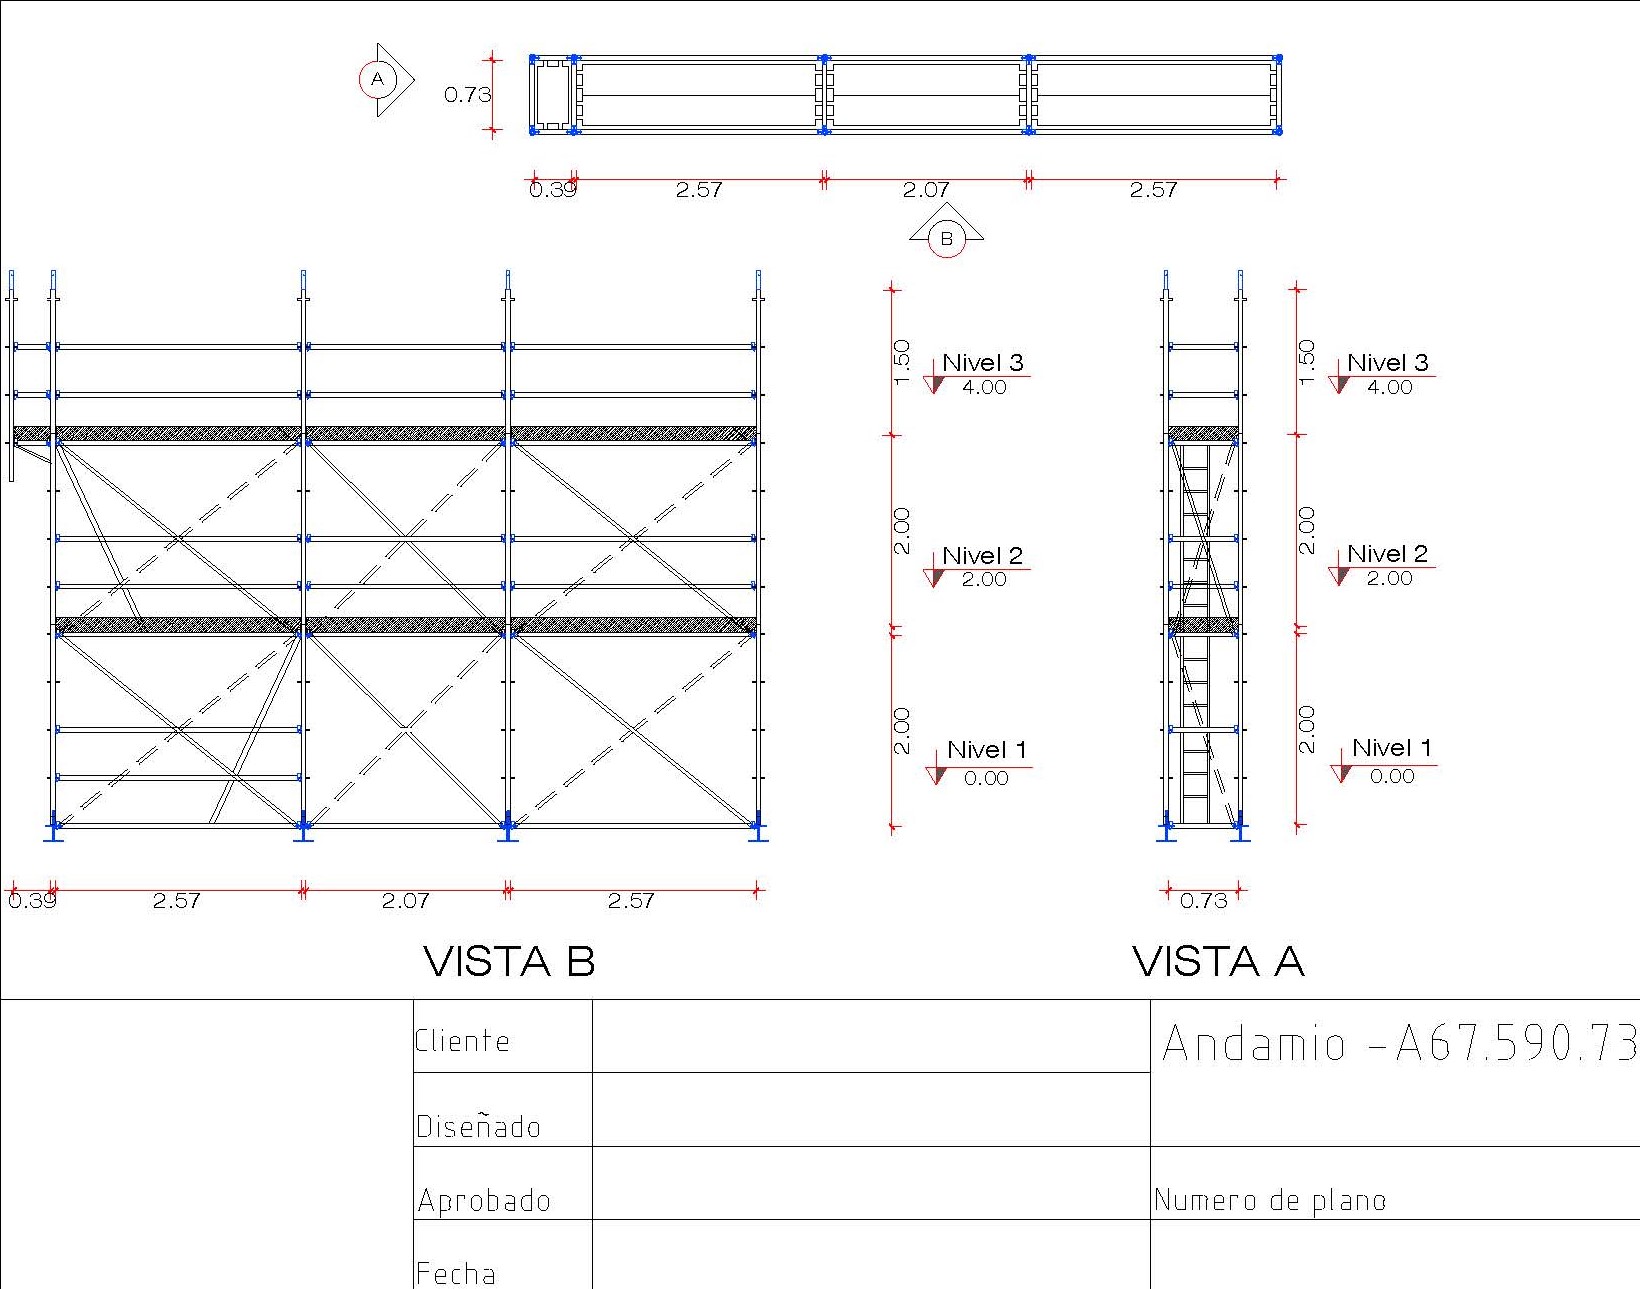 A
0.73
0.39
2.57
2.07
2.57
B
1.50
Nivel 3
4.00
2.00
Nivel 2
2.00
2.00
Nivel 1
0.00
1.50
Nivel 3
4.00
2.00
Nivel 2
2.00
2.00
Nivel 1
0.00
0.39
2.57
2.07
2.57
0.73
VISTA B
VISTA A
Cliente
Andamio -A67.590.73
Diseñado
Aprobado
Numero de plano
Fecha